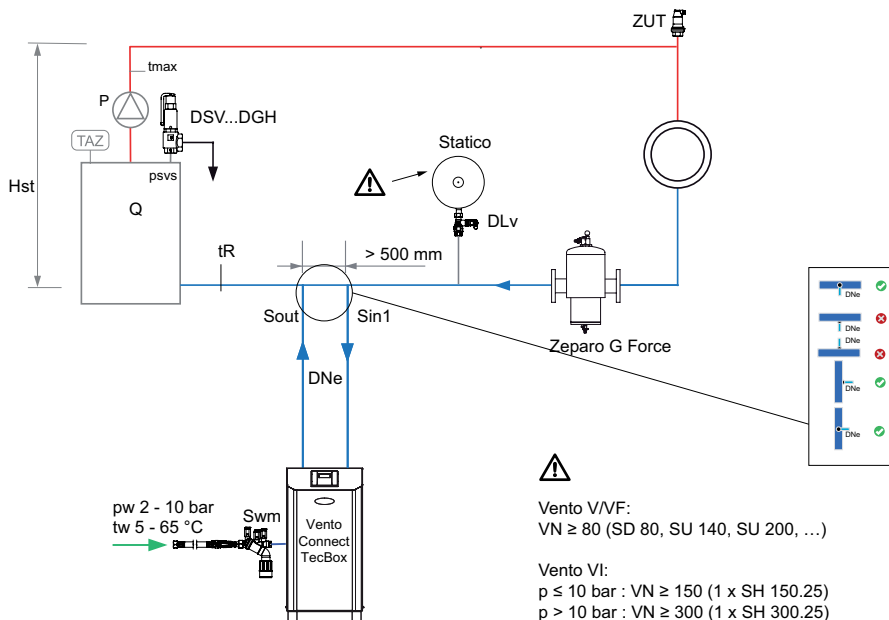 ZUT
tmax
P
DSV...DGH
TAZ
psvs
Hst
Q
Statico
DLv
tR
> 500 mm
Sout
Sin1
Zeparo G Force
DNe
DNe
DNe
DNe
DNe
DNe
pw 2 - 10 bar
tw 5 - 65 °C
Swm
Vento
Connect
TecBox
Vento V/VF:
VN ≥ 80 (SD 80, SU 140, SU 200, …)
Vento VI:
p ≤ 10 bar : VN ≥ 150 (1 x SH 150.25)
p > 10 bar : VN ≥ 300 (1 x SH 300.25)